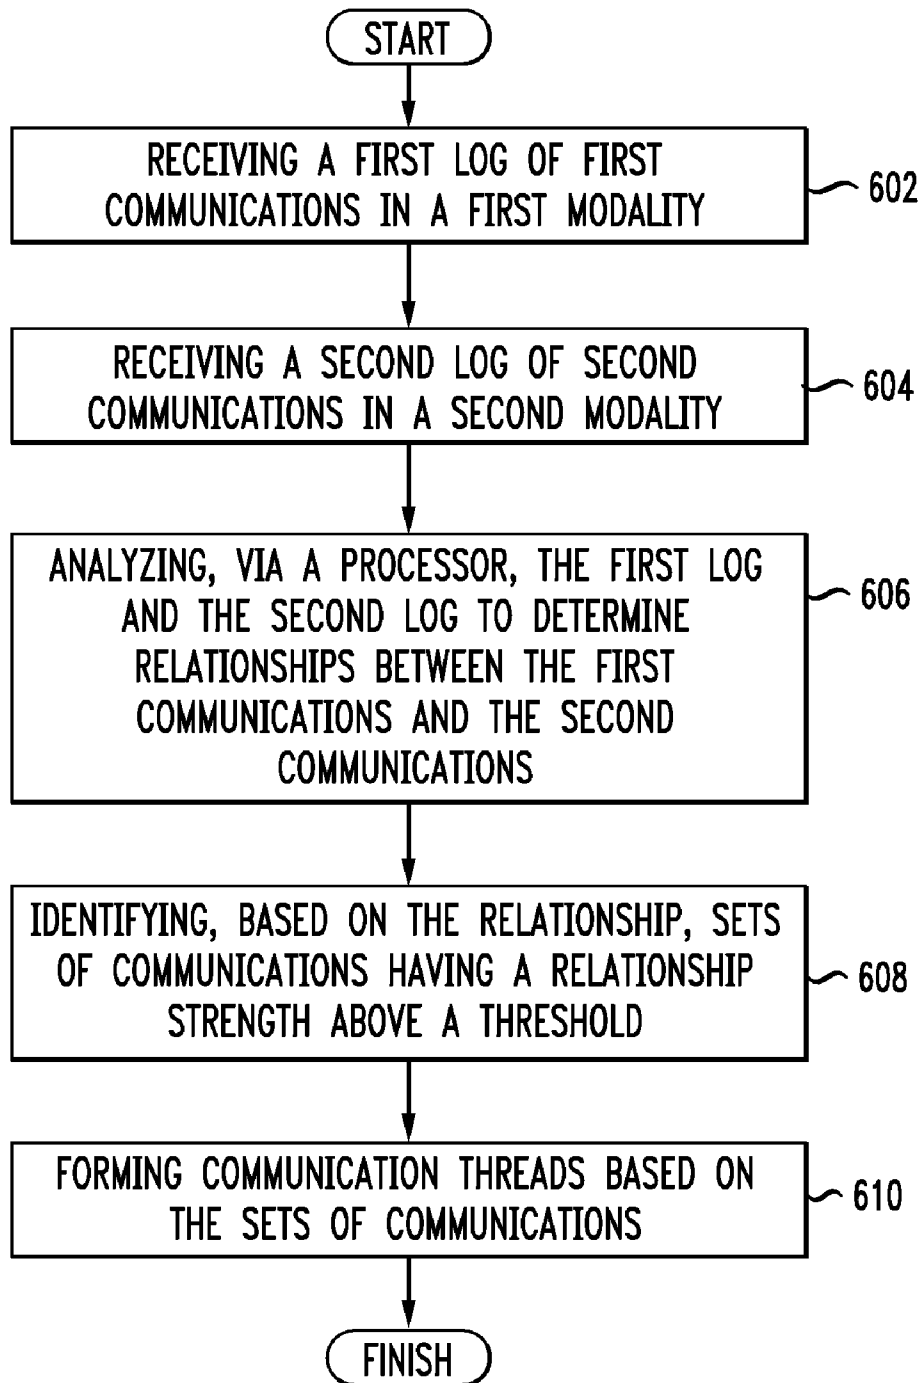 START
RECEIVING A FIRST LOG OF FIRST
COMMUNICATIONS IN A FIRST MODALITY
602
RECEIVING A SECOND LOG OF SECOND
COMMUNICATIONS IN A SECOND MODALITY
604
ANALYZING, VIA A PROCESSOR, THE FIRST LOG
AND THE SECOND LOG TO DETERMINE
RELATIONSHIPS BETWEEN THE FIRST
COMMUNICATIONS AND THE SECOND
COMMUNICATIONS
606
IDENTIFYING, BASED ON THE RELATIONSHIP, SETS
OF COMMUNICATIONS HAVING A RELATIONSHIP
STRENGTH ABOVE A THRESHOLD
608
FORMING COMMUNICATION THREADS BASED ON
THE SETS OF COMMUNICATIONS
610
FINISH